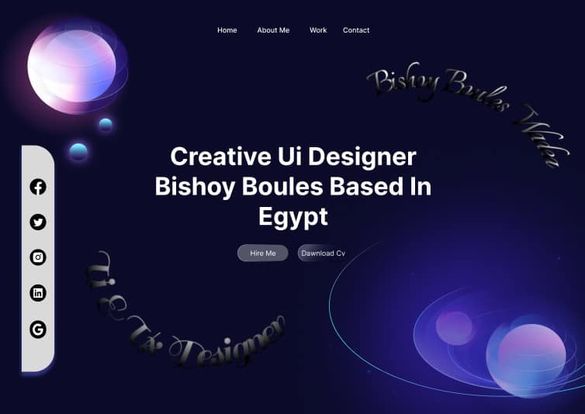 Home About Me Work Contact
Bishoy Boules Wader
Creative Ui Designer
Bishoy Boules Based In
Egypt
Hire Me Dawnload Cv
Ui & Ux Designer